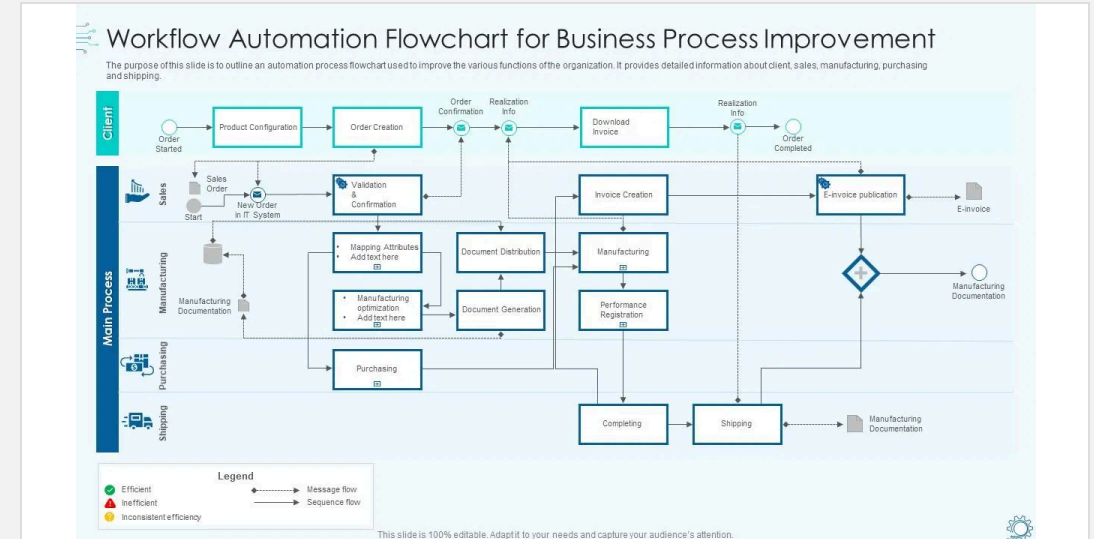 Workflow Automation Flowchart for Business Process Improvement
The purpose of this slide is to outline an automation process flowchart used to improve the various functions of the organization. It provides detailed information about client, sales, manufacturing, purchasing
and shipping.
Client
Order
Started
Product Configuration
Order Creation
Order
Confirmation
Realization
Info
Download
Invoice
Realization
Info
Order
Completed
Main Process
Sales
Sales
Order
Start
New Order
in IT System
Validation
&
Confirmation
Invoice Creation
E-invoice publication
E-invoice
Manufacturing
Manufacturing
Documentation
• Mapping Attributes
• Add text here
Document Distribution
Manufacturing
• Manufacturing
optimization
• Add text here
Document Generation
Performance
Registration
Manufacturing
Documentation
Purchasing
Purchasing
Shipping
Completing
Shipping
Manufacturing
Documentation
Legend
Efficient
Inefficient
Inconsistent efficiency
Message flow
Sequence flow
This slide is 100% editable. Adapt it to your needs and capture your audience's attention.